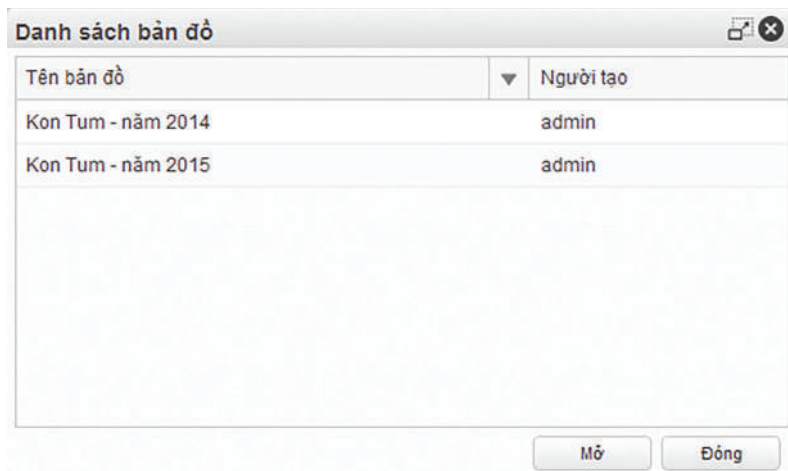 Danh sách bản đồ
Tên bản đồ Người tạo
Kon Tum - năm 2014 admin
Kon Tum - năm 2015 admin
Mở Đóng